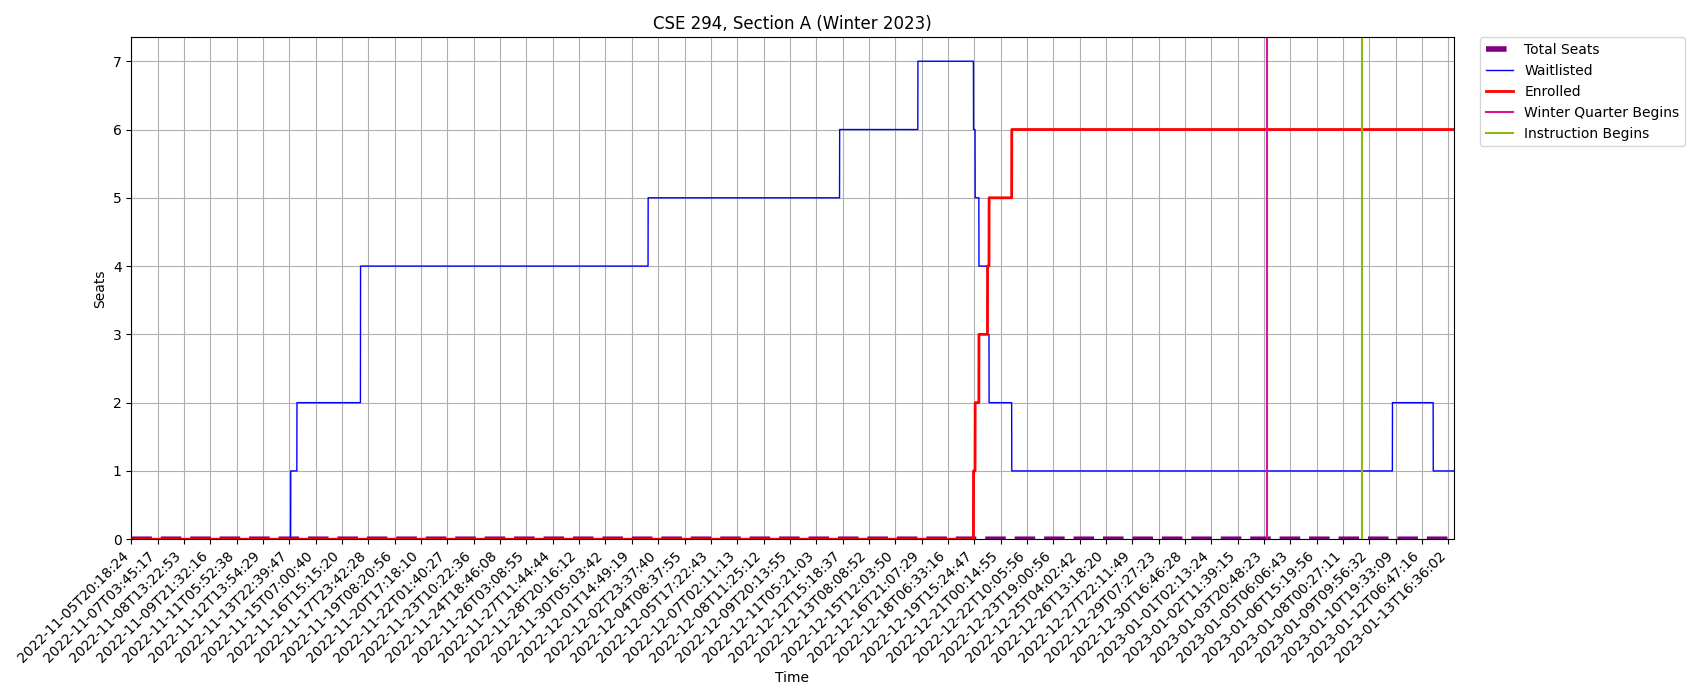 CSE 294, Section A (Winter 2023)
Total Seats
Waitlisted
Enrolled
Winter Quarter Begins
Instruction Begins
Seats
7
6
5
4
3
2
1
0
2022-11-05T20:18:24
2022-11-07T03:45:17
2022-11-08T13:22:53
2022-11-09T21:32:16
2022-11-11T05:52:38
2022-11-12T13:54:29
2022-11-13T22:39:47
2022-11-15T07:00:40
2022-11-16T15:15:20
2022-11-17T23:42:28
2022-11-19T08:20:56
2022-11-20T17:18:10
2022-11-22T01:40:27
2022-11-23T10:22:36
2022-11-24T18:46:08
2022-11-26T03:08:55
2022-11-27T11:44:44
2022-11-28T20:16:12
2022-11-30T05:03:42
2022-12-01T14:49:19
2022-12-02T23:37:40
2022-12-04T08:37:55
2022-12-05T17:22:43
2022-12-07T02:11:13
2022-12-08T11:25:12
2022-12-09T20:13:55
2022-12-11T05:21:03
2022-12-12T15:18:37
2022-12-13T08:08:52
2022-12-15T12:03:50
2022-12-16T21:07:29
2022-12-18T06:33:16
2022-12-19T15:24:47
2022-12-21T00:14:55
2022-12-22T10:05:56
2022-12-23T19:00:56
2022-12-25T04:02:42
2022-12-26T13:18:20
2022-12-27T22:11:49
2022-12-29T07:27:23
2022-12-30T16:46:28
2023-01-01T02:13:24
2023-01-02T11:39:15
2023-01-03T20:48:23
2023-01-05T06:06:43
2023-01-06T15:19:56
2023-01-08T00:27:11
2023-01-09T09:56:32
2023-01-10T19:33:09
2023-01-12T06:47:16
2023-01-13T16:36:02
Time